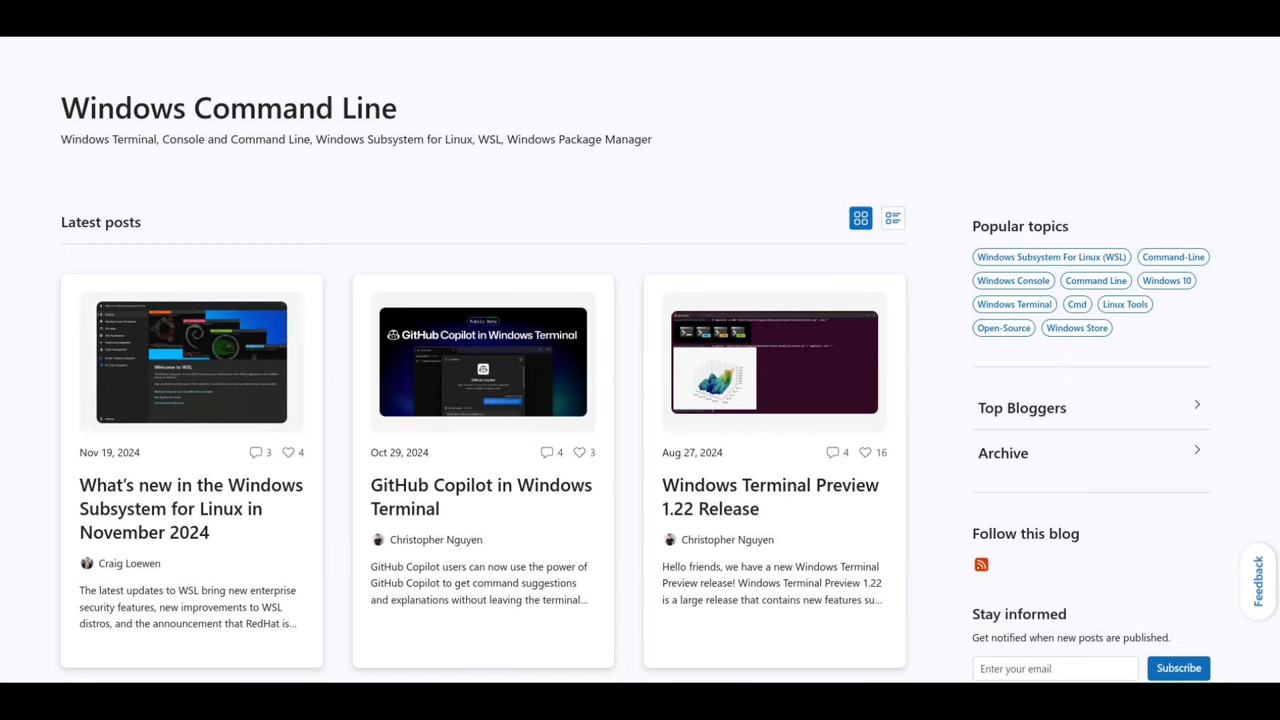 Windows Command Line
Windows Terminal, Console and Command Line, Windows Subsystem for Linux, WSL, Windows Package Manager
Latest posts
Welcome to WSL
Nov 19, 2024
3
4
What's new in the Windows
Subsystem for Linux in
November 2024
Craig Loewen
The latest updates to WSL bring new enterprise
security features, new improvements to WSL
distros, and the announcement that RedHat is...
Public Beta
GitHub Copilot in Windows Terminal
GitHub Copilot
Oct 29, 2024
4
3
GitHub Copilot in Windows
Terminal
Christopher Nguyen
GitHub Copilot users can now use the power of
GitHub Copilot to get command suggestions
and explanations without leaving the terminal...
Aug 27, 2024
4
16
Windows Terminal Preview
1.22 Release
Christopher Nguyen
Hello friends, we have a new Windows Terminal
Preview release! Windows Terminal Preview 1.22
is a large release that contains new features su...
Popular topics
Windows Subsystem For Linux (WSL)
Command-Line
Windows Console
Command Line
Windows 10
Windows Terminal
Cmd
Linux Tools
Open-Source
Windows Store
Top Bloggers
Archive
Follow this blog
Stay informed
Get notified when new posts are published.
Enter your email
Subscribe
Feedback